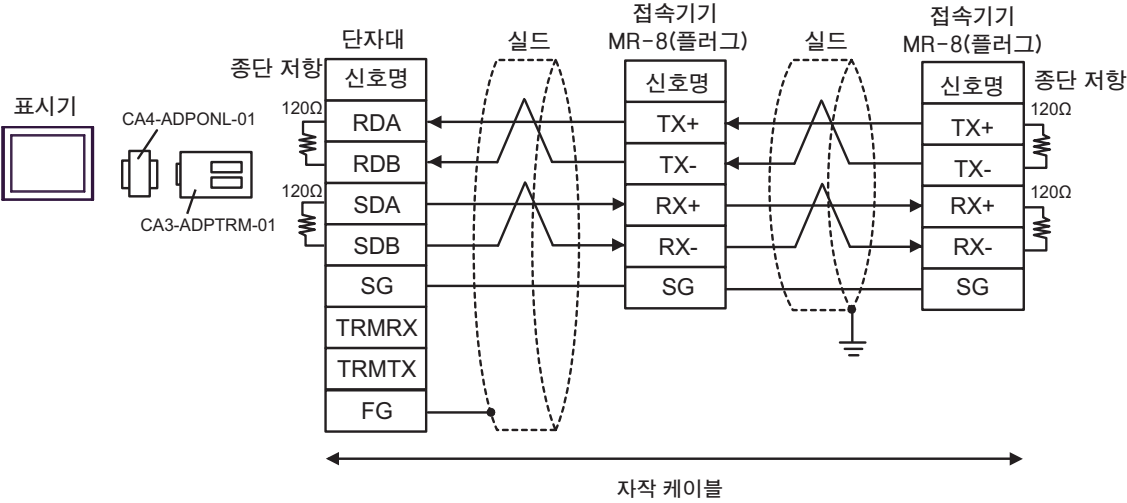 표시기
CA4-ADPONL-01
CA3-ADPTRM-01
종단 저항
120Ω
120Ω
단자대
신호명
RDA
RDB
SDA
SDB
SG
TRMRX
TRMTX
FG
실드
접속기기
MR-8(플러그)
신호명
TX+
TX-
RX+
RX-
SG
실드
접속기기
MR-8(플러그)
신호명
TX+
TX-
RX+
RX-
SG
종단 저항
120Ω
120Ω
자작 케이블